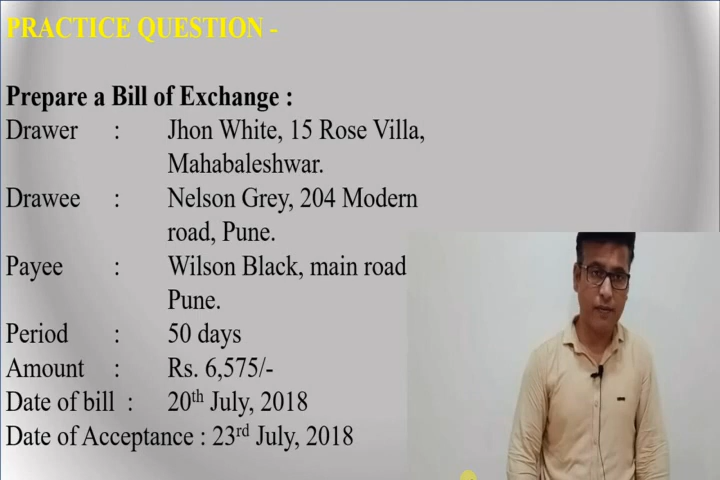 PRACTICE QUESTION -
Prepare a Bill of Exchange :
Drawer : Jhon White, 15 Rose Villa,
Mahabaleshwar.
Drawee : Nelson Grey, 204 Modern
road, Pune.
Payee : Wilson Black, main road
Pune.
Period : 50 days
Amount : Rs. 6,575/-
Date of bill : 20th July, 2018
Date of Acceptance : 23rd July, 2018